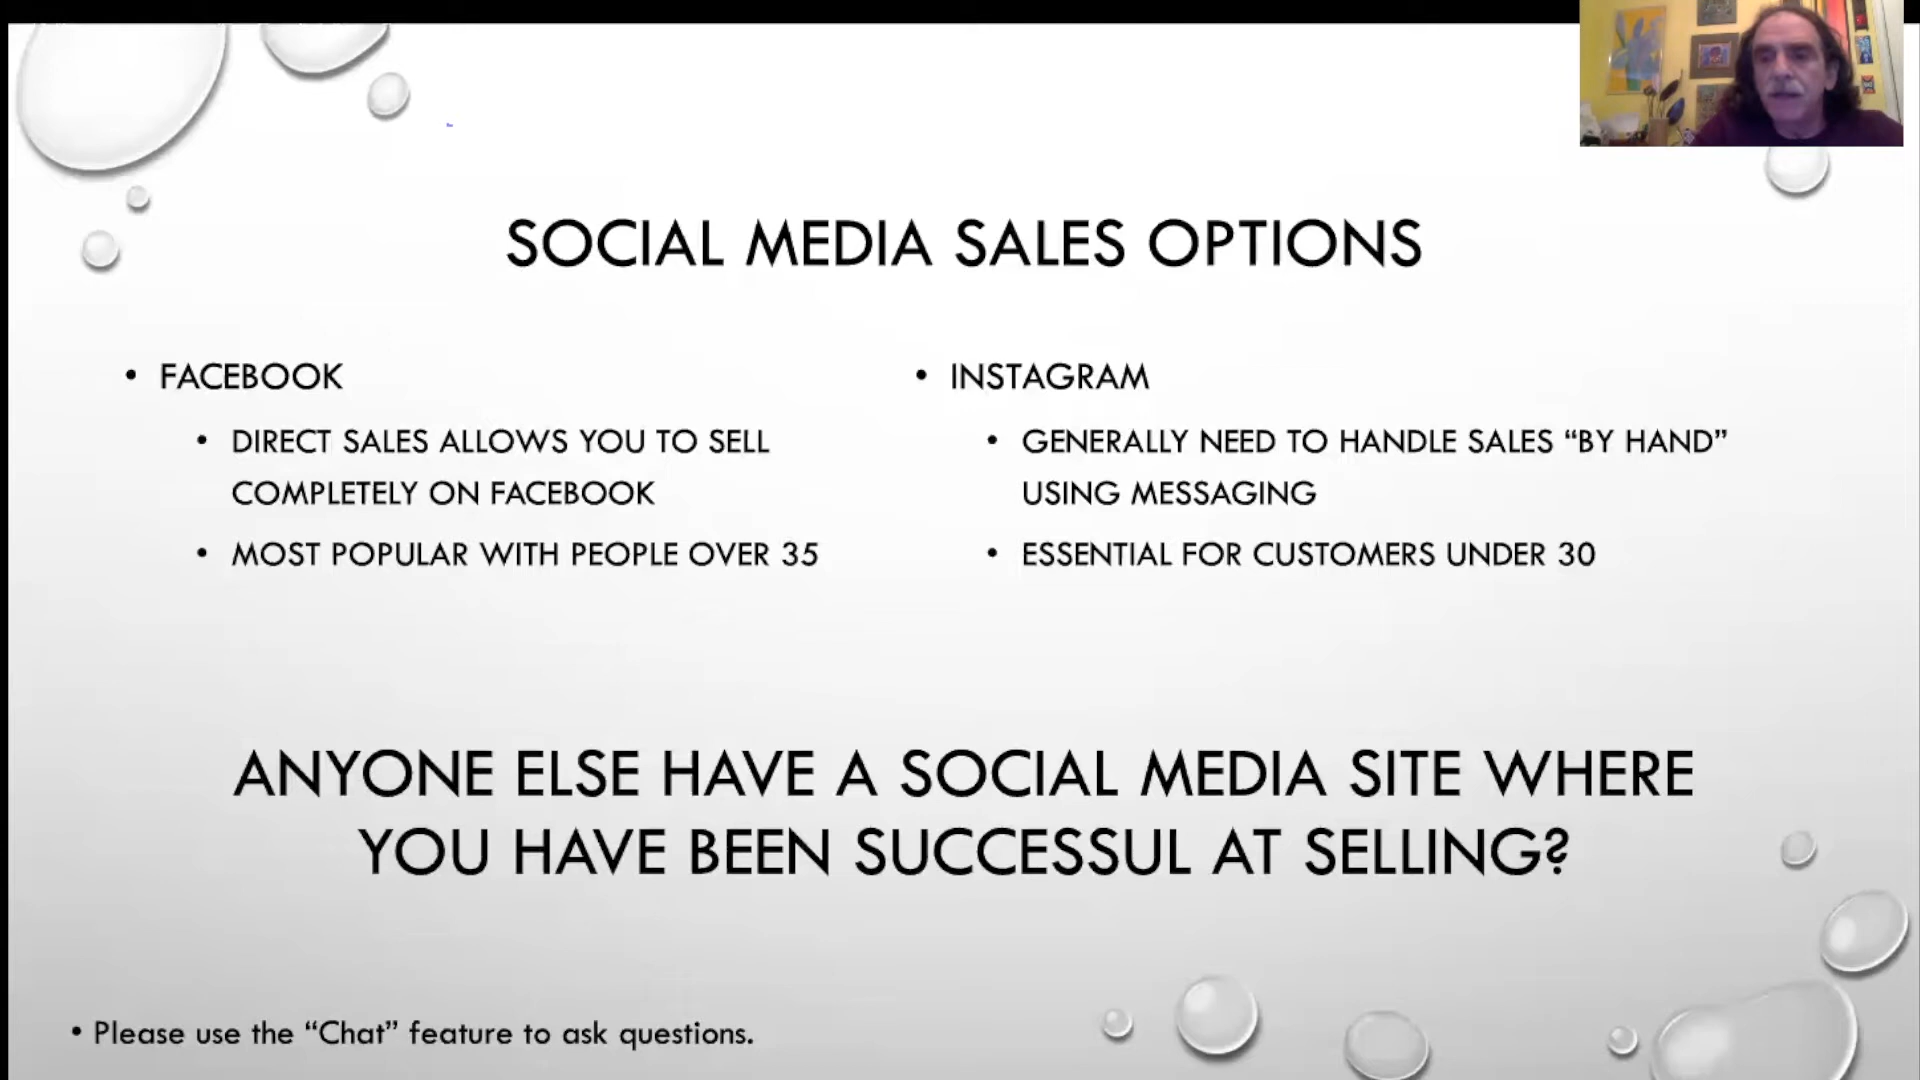 SOCIAL MEDIA SALES OPTIONS
• FACEBOOK
• DIRECT SALES ALLOWS YOU TO SELL
COMPLETELY ON FACEBOOK
• MOST POPULAR WITH PEOPLE OVER 35
• INSTAGRAM
• GENERALLY NEED TO HANDLE SALES “BY HAND”
USING MESSAGING
• ESSENTIAL FOR CUSTOMERS UNDER 30
ANYONE ELSE HAVE A SOCIAL MEDIA SITE WHERE
YOU HAVE BEEN SUCCESSUL AT SELLING?
• Please use the “Chat” feature to ask questions.